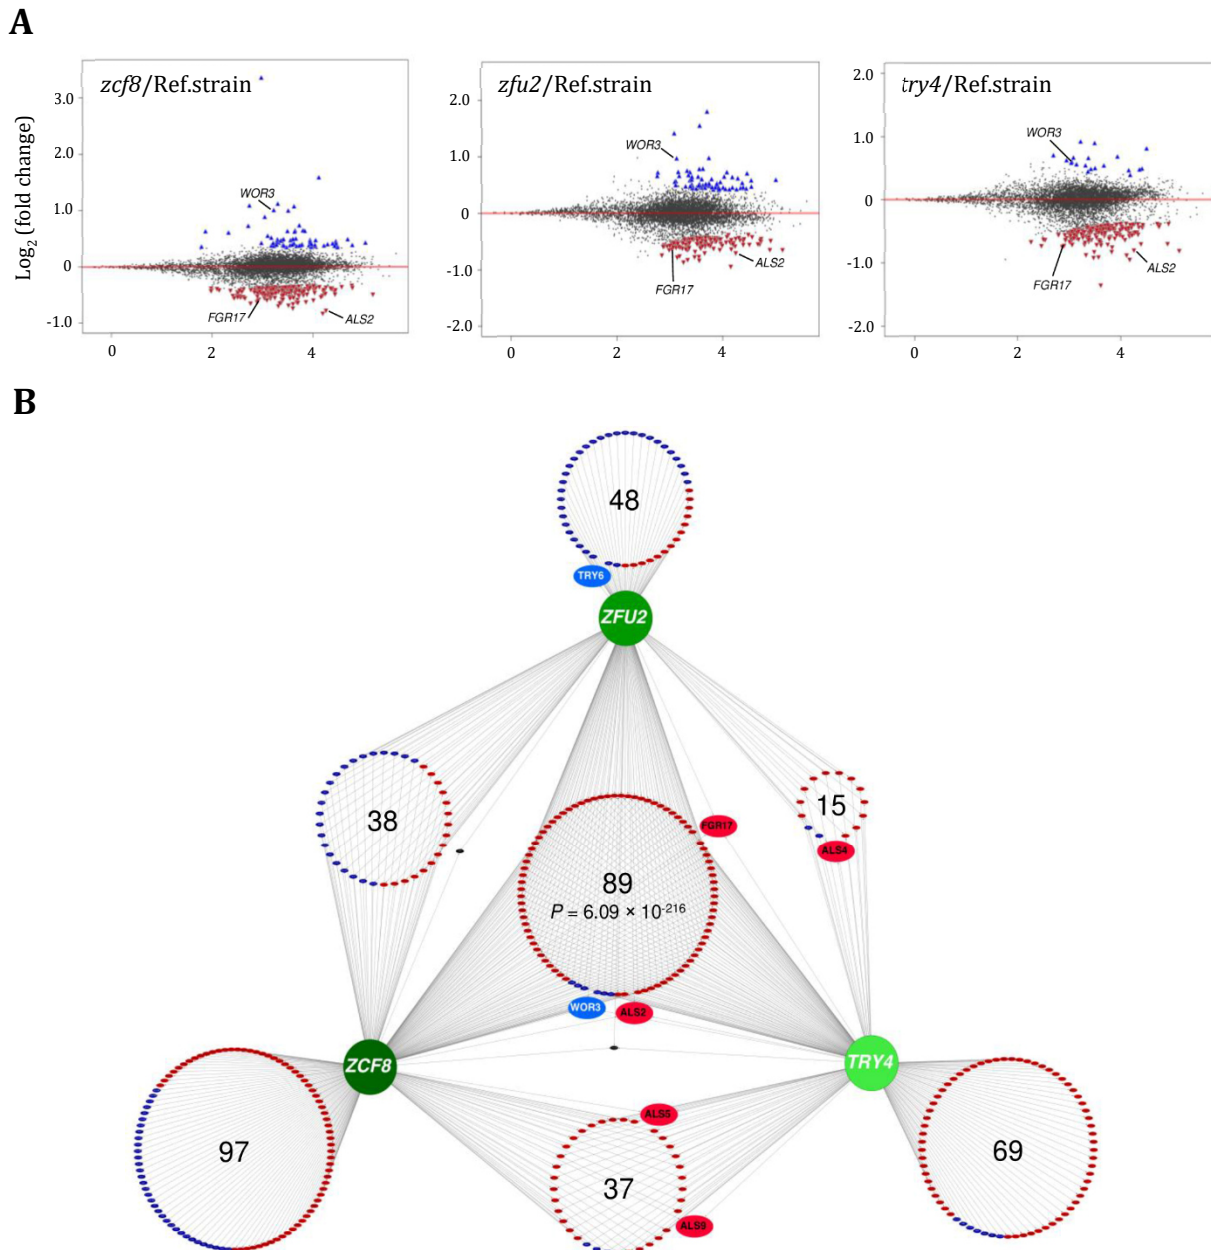 A
zcf8/Ref.strain
zfu2/Ref.strain
try4/Ref.strain
Log2 (fold change)
3.0
2.0
1.0
0
-1.0
WOR3
FGR17
ALS2
0
2
4
2.0
1.0
0
-1.0
-2.0
WOR3
FGR17
ALS2
0
2
4
2.0
1.0
0
-1.0
-2.0
WOR3
FGR17
ALS2
0
2
4
B
48
TRY6
ZFU2
38
15
ALS4
FGR17
89
P = 6.09 × 10-216
WOR3
ALS2
ZCF8
TRY4
97
ALS5
37
ALS9
69